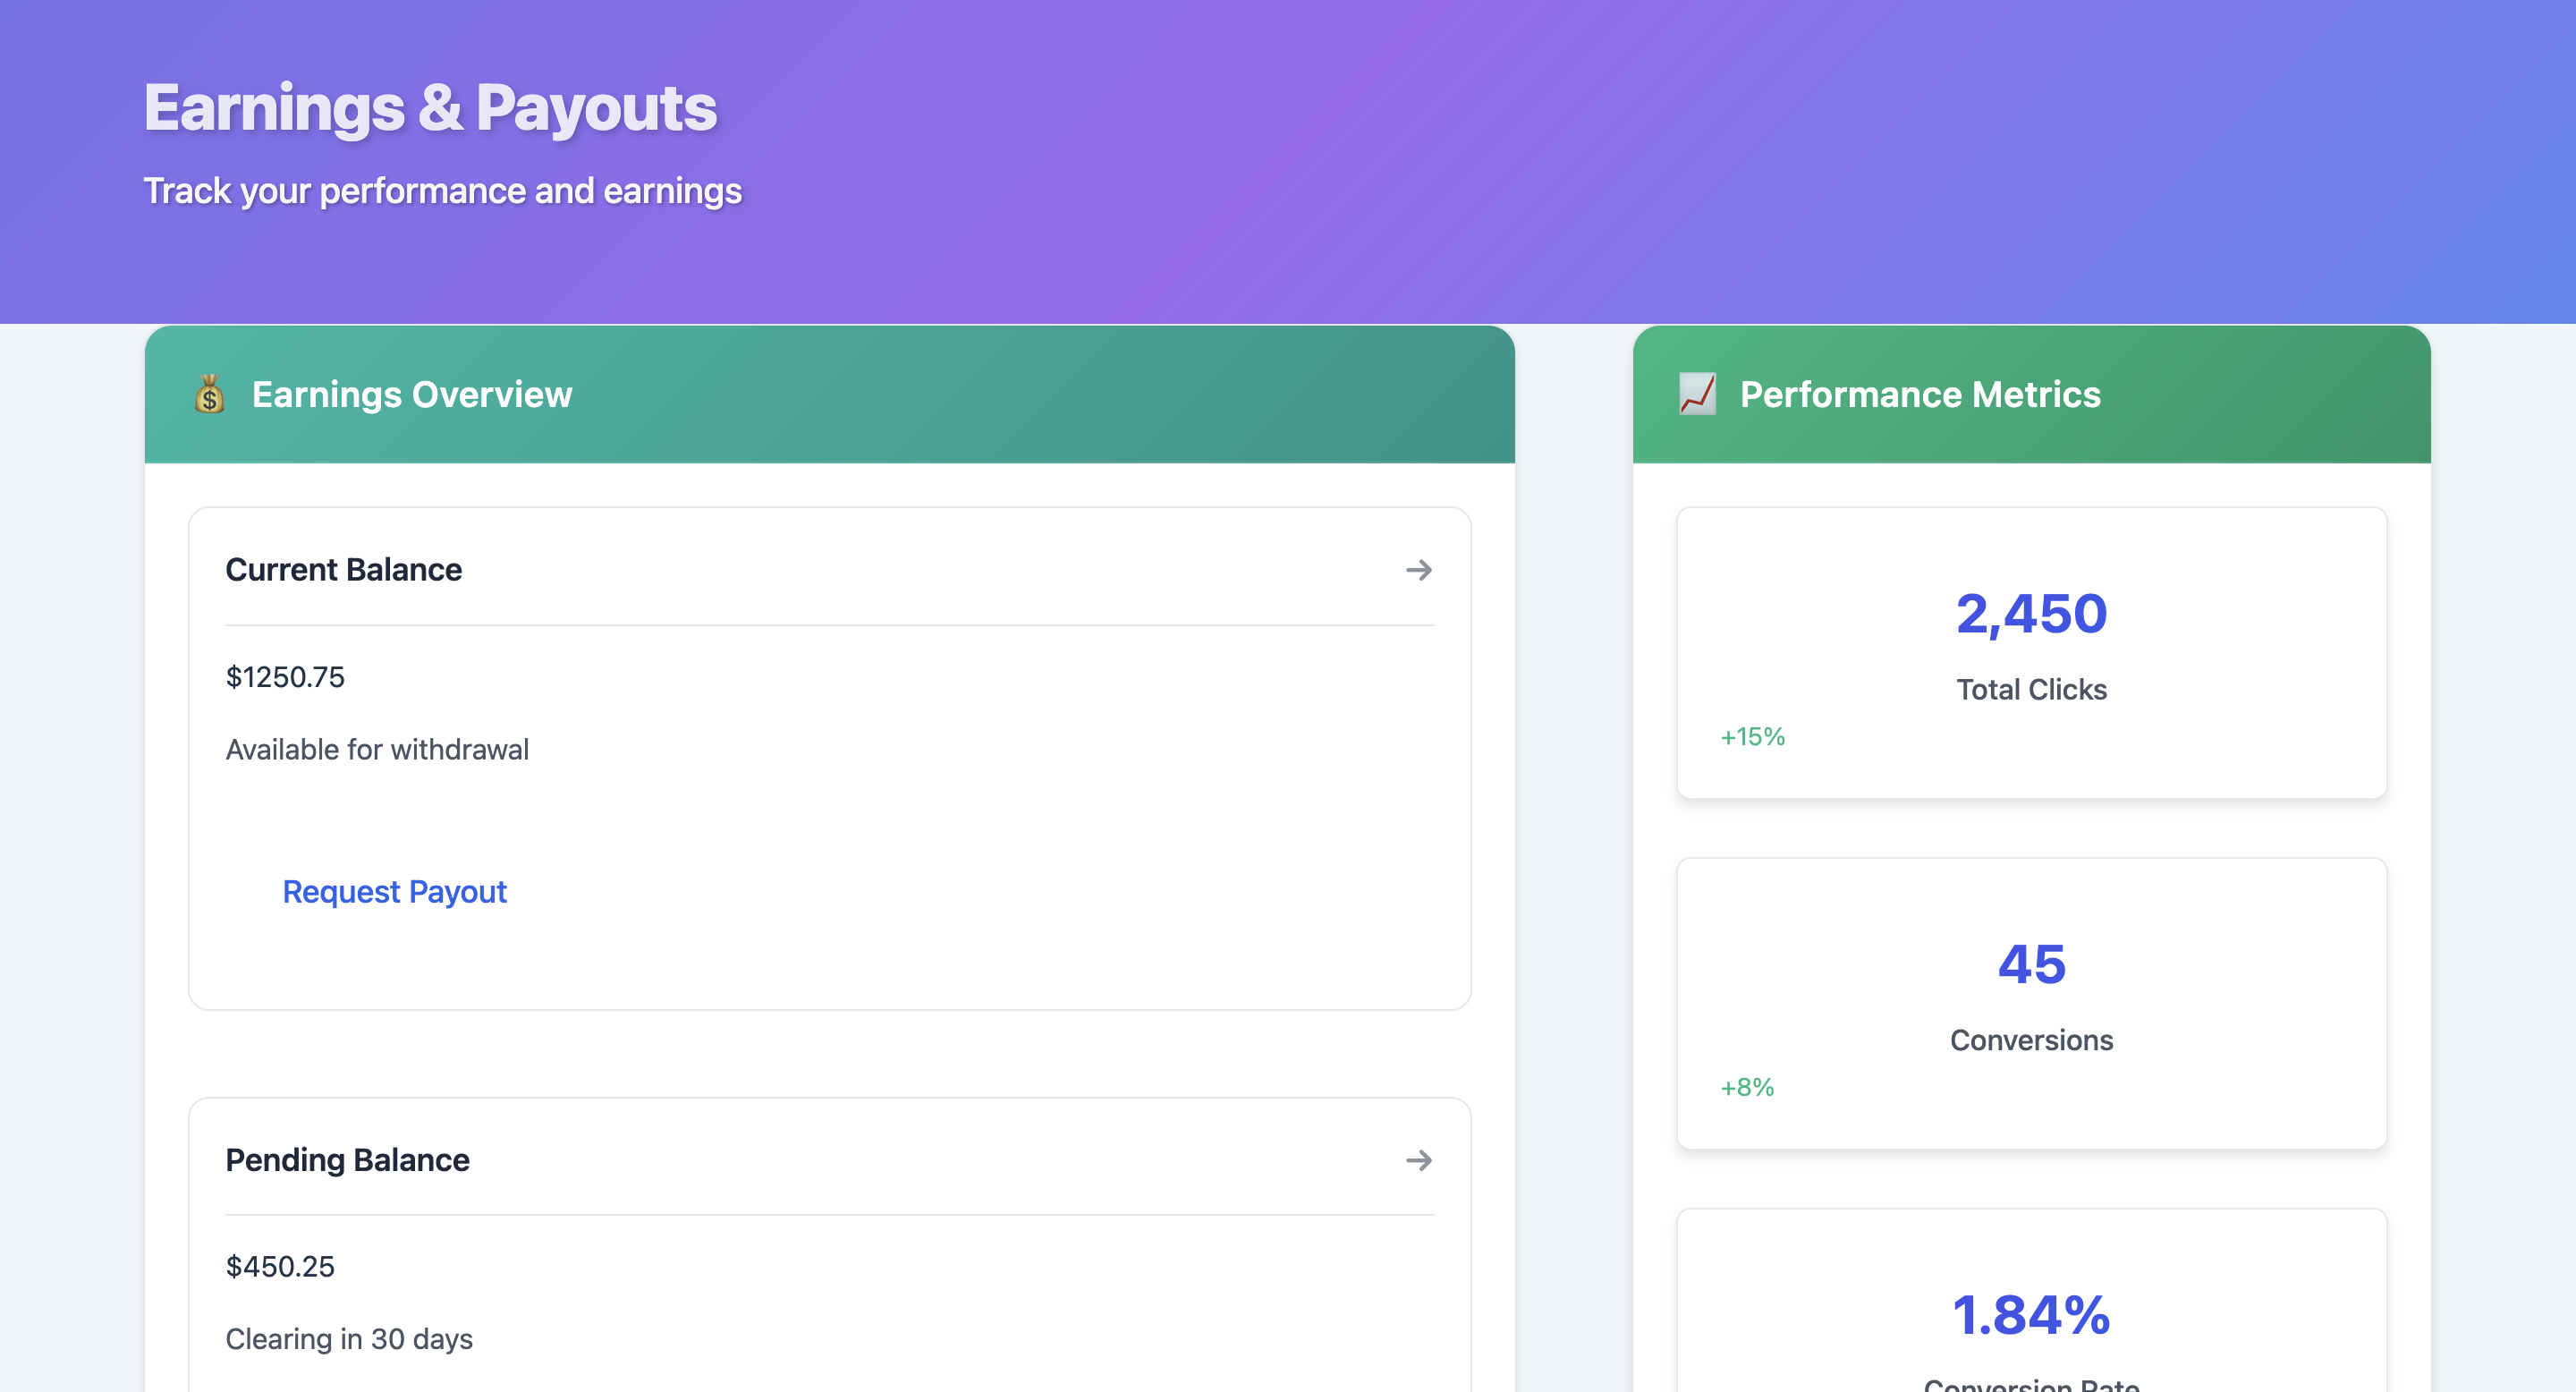 Earnings & Payouts
Track your performance and earnings
💰 Earnings Overview
Current Balance →
$1250.75
Available for withdrawal
Request Payout
Pending Balance →
$450.25
Clearing in 30 days
📈 Performance Metrics
2,450
Total Clicks
+15%
45
Conversions
+8%
1.84%
Conversion Rate